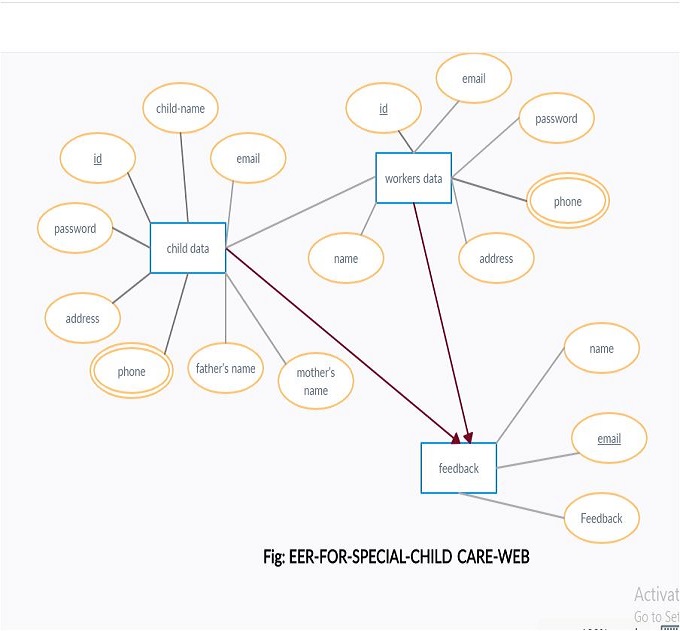 email
child-name
id
password
id
email
workers data
phone
password
child data
name
address
address
name
phone
father's name
mother's
name
email
feedback
Feedback
Fig: EER-FOR-SPECIAL-CHILD CARE-WEB
Activat
Go to Set